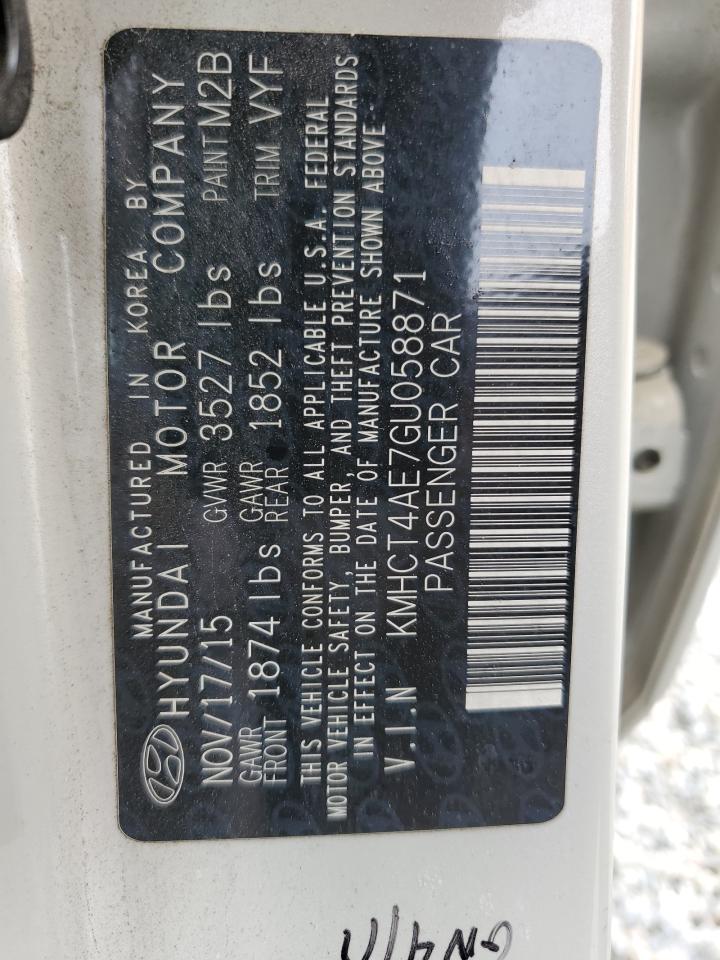 MANUFACTURED IN KOREA BY
HYUNDAI MOTOR COMPANY
NOV/17/15 GVWR 3527 lbs PAINT M2B
GAWR FRONT 1874 lbs GAWR REAR 1852 lbs TRIM VYF
THIS VEHICLE CONFORMS TO ALL APPLICABLE U.S.A. FEDERAL
MOTOR VEHICLE SAFETY, BUMPER, AND THEFT PREVENTION STANDARDS
IN EFFECT ON THE DATE OF MANUFACTURE SHOWN ABOVE
V.I.N KMHCT4AE7GU058871
PASSENGER CAR